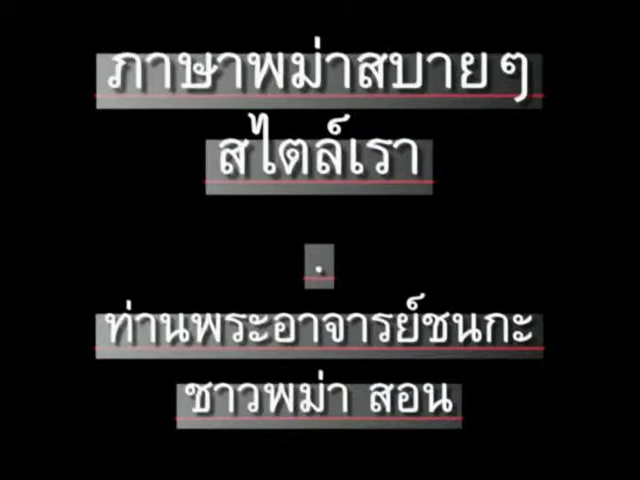 ภาษาพม่าสบายๆ
สไตล์เรา
.
ท่านพระอาจารย์ชนกะ
ชาวพม่า สอน